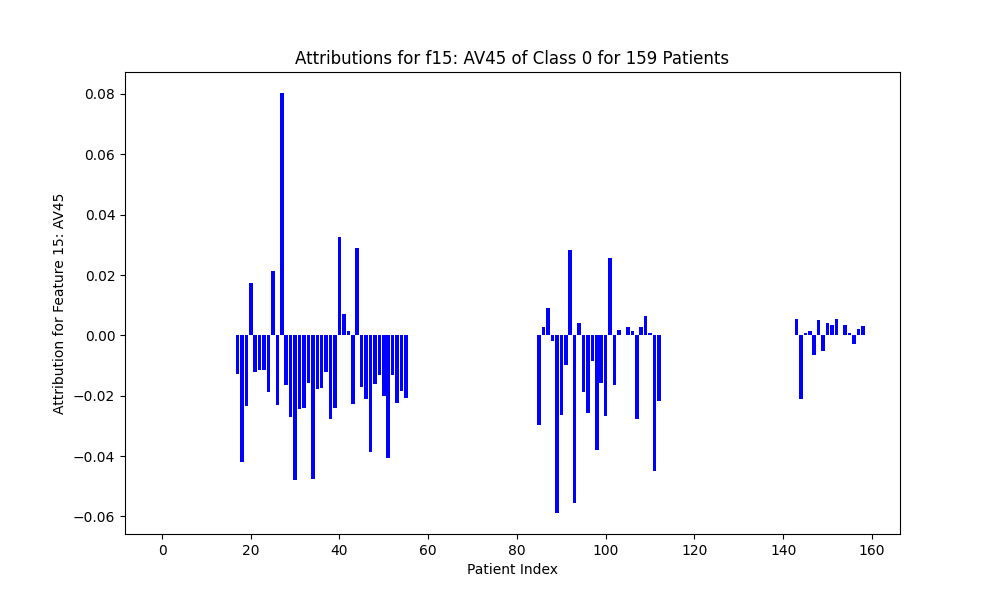 Attributions for f15: AV45 of Class 0 for 159 Patients
Attribution for Feature 15: AV45
0.08
0.06
0.04
0.02
0.00
−0.02
−0.04
−0.06
0 20 40 60 80 100 120 140 160
Patient Index